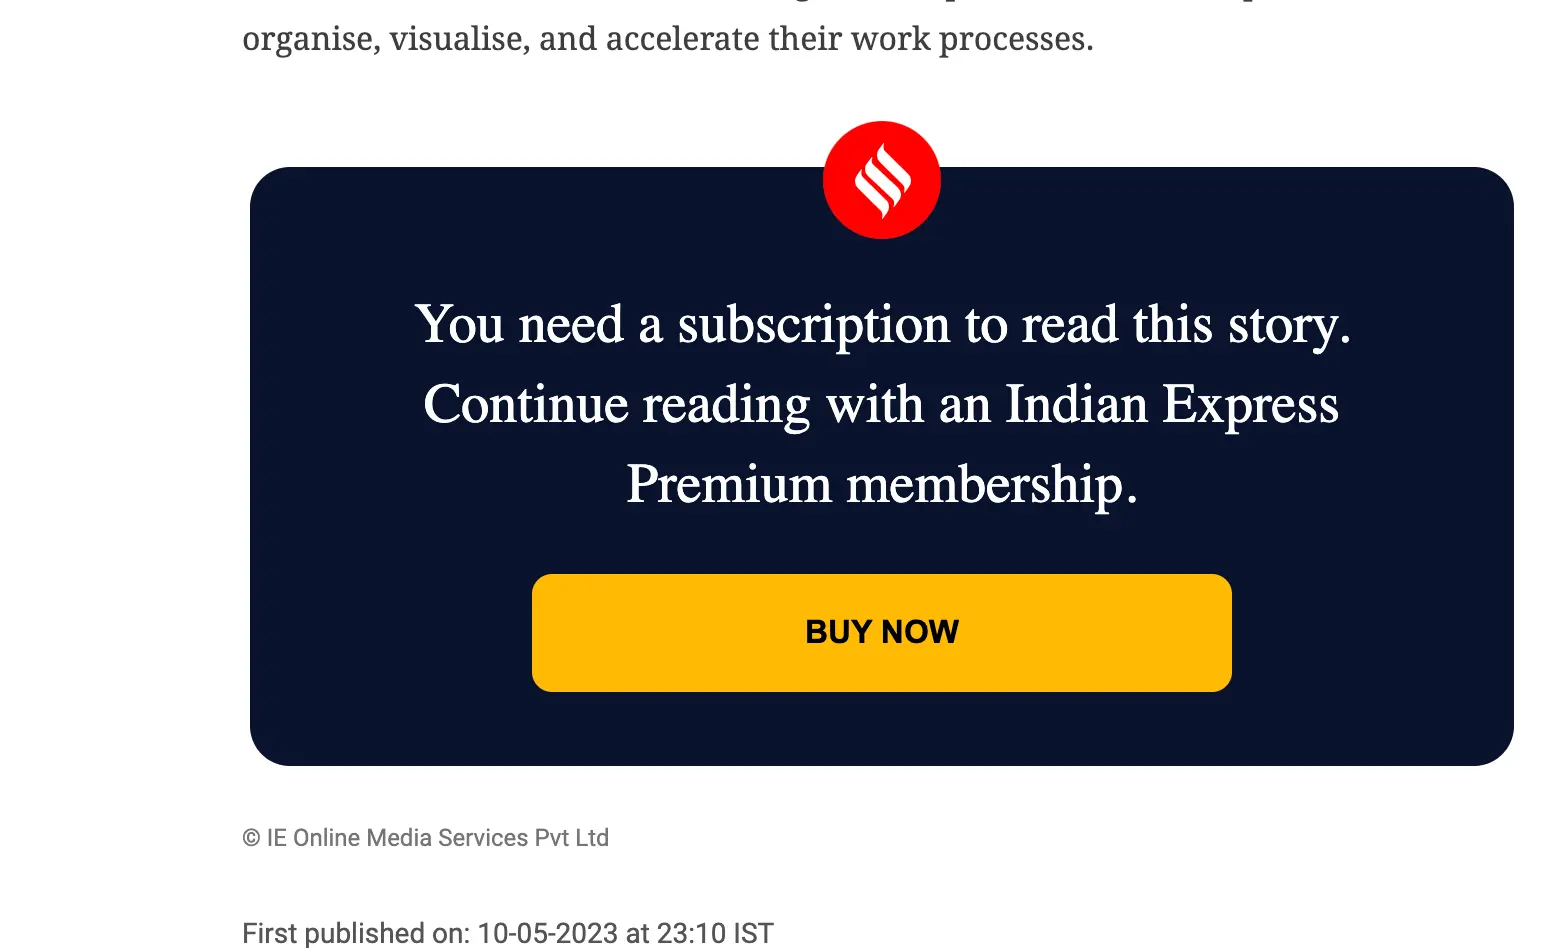 organise, visualise, and accelerate their work processes.
You need a subscription to read this story.
Continue reading with an Indian Express
Premium membership.
BUY NOW
© IE Online Media Services Pvt Ltd
First published on: 10-05-2023 at 23:10 IST